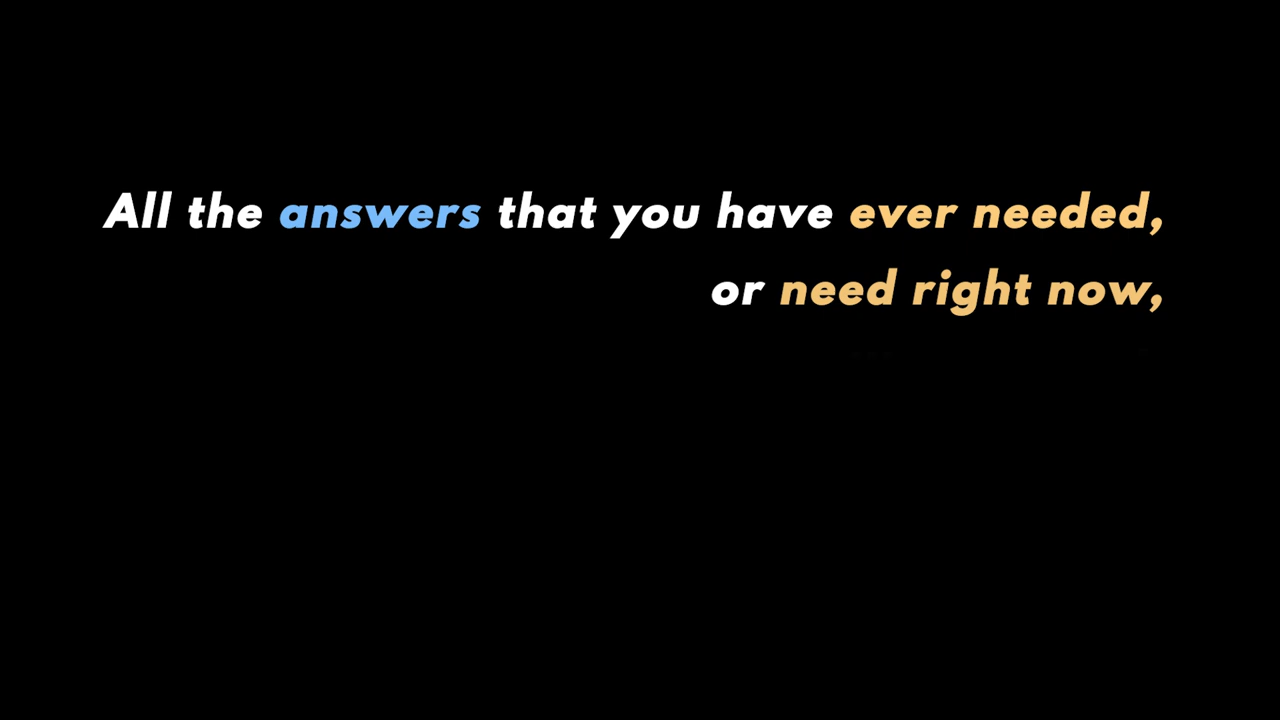 All the answers that you have ever needed,
or need right now,